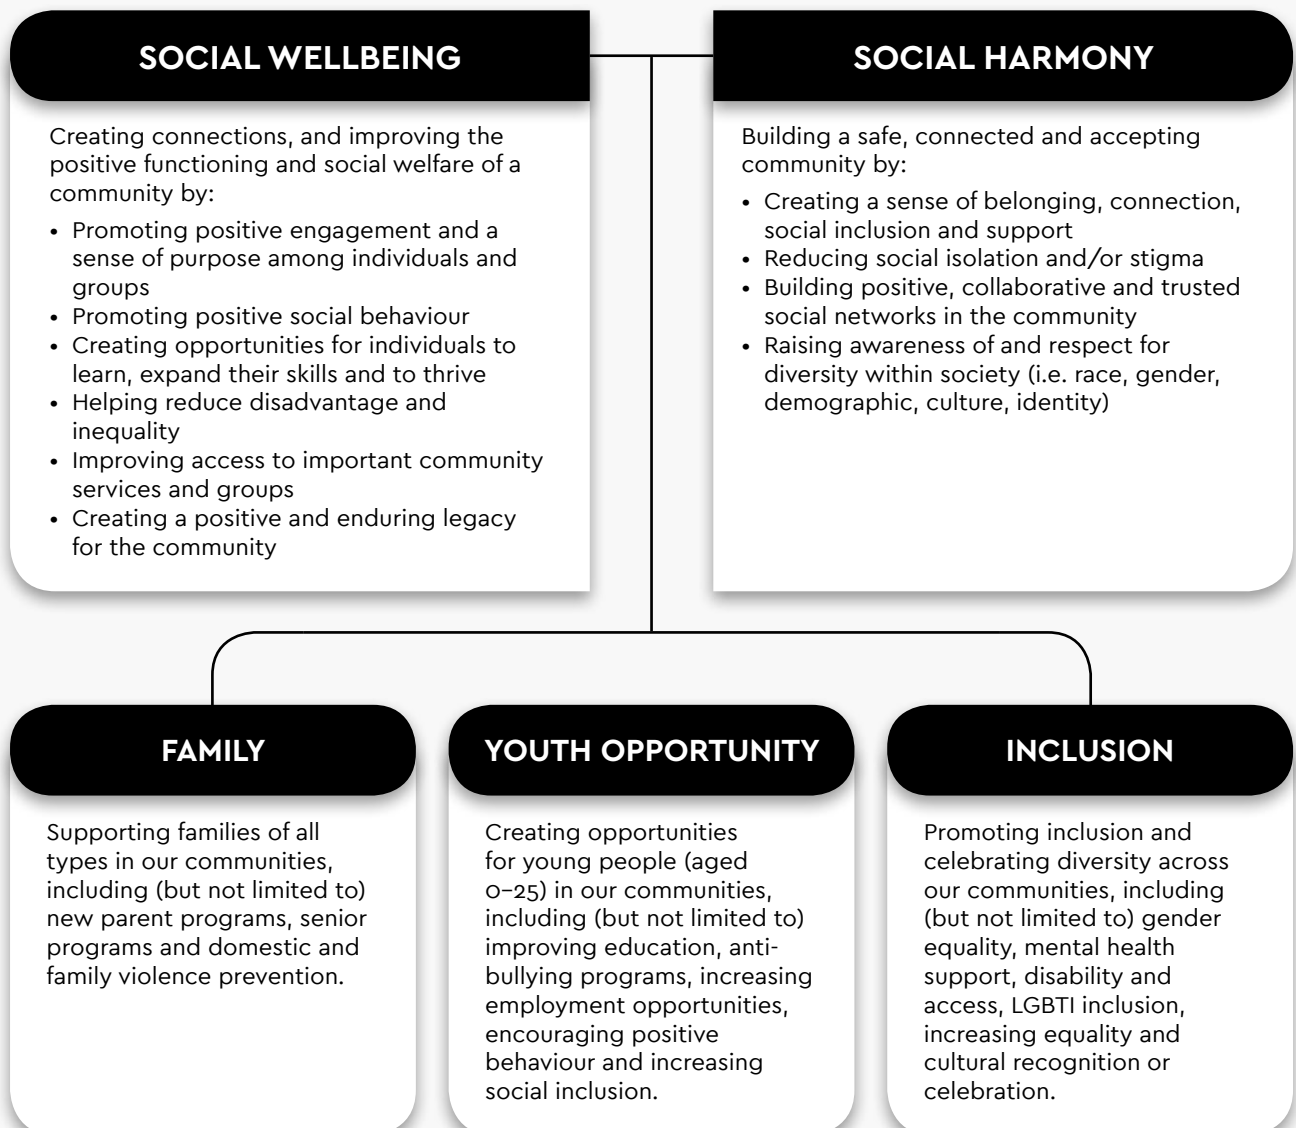 SOCIAL WELLBEING
Creating connections, and improving the
positive functioning and social welfare of a
community by:
• Promoting positive engagement and a
sense of purpose among individuals and
groups
• Promoting positive social behaviour
• Creating opportunities for individuals to
learn, expand their skills and to thrive
• Helping reduce disadvantage and
inequality
• Improving access to important community
services and groups
• Creating a positive and enduring legacy
for the community
SOCIAL HARMONY
Building a safe, connected and accepting
community by:
• Creating a sense of belonging, connection,
social inclusion and support
• Reducing social isolation and/or stigma
• Building positive, collaborative and trusted
social networks in the community
• Raising awareness of and respect for
diversity within society (i.e. race, gender,
demographic, culture, identity)
FAMILY
Supporting families of all
types in our communities,
including (but not limited to)
new parent programs, senior
programs and domestic and
family violence prevention.
YOUTH OPPORTUNITY
Creating opportunities
for young people (aged
0–25) in our communities,
including (but not limited to)
improving education, anti-
bullying programs, increasing
employment opportunities,
encouraging positive
behaviour and increasing
social inclusion.
INCLUSION
Promoting inclusion and
celebrating diversity across
our communities, including
(but not limited to) gender
equality, mental health
support, disability and
access, LGBTI inclusion,
increasing equality and
cultural recognition or
celebration.